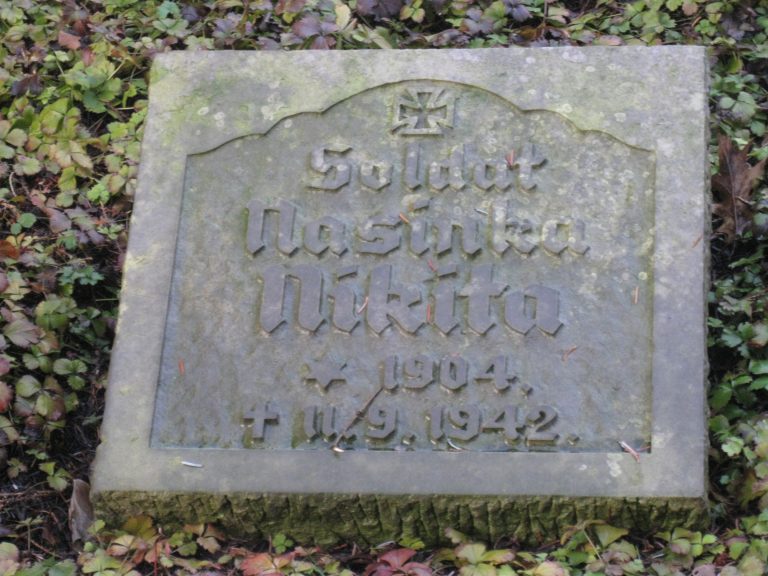 Soldat
Nasinka
Nikita
★ 1904.
✝ 11.9.1942.